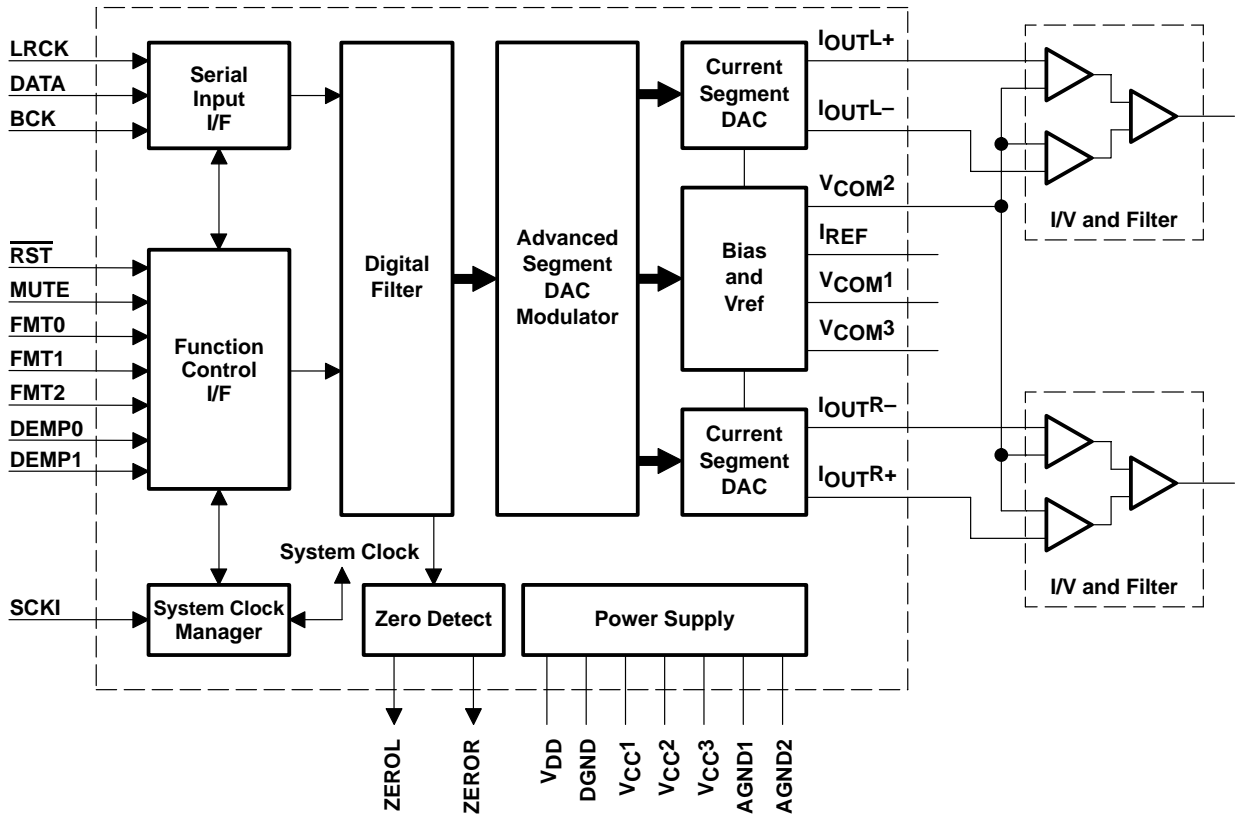 LRCK
DATA
BCK
Serial
Input
I/F
RST
MUTE
FMT0
FMT1
FMT2
DEMP0
DEMP1
Function
Control
I/F
SCKI
System Clock
Manager
System Clock
Digital
Filter
Zero Detect
ZEROL
ZEROR
Advanced
Segment
DAC
Modulator
Current
Segment
DAC
Bias
and
Vref
Current
Segment
DAC
IOUTL+
IOUTL–
VCOM2
IREF
VCOM1
VCOM3
IOUTR–
IOUTR+
I/V and Filter
I/V and Filter
Power Supply
VDD
DGND
VCC1
VCC2
VCC3
AGND1
AGND2